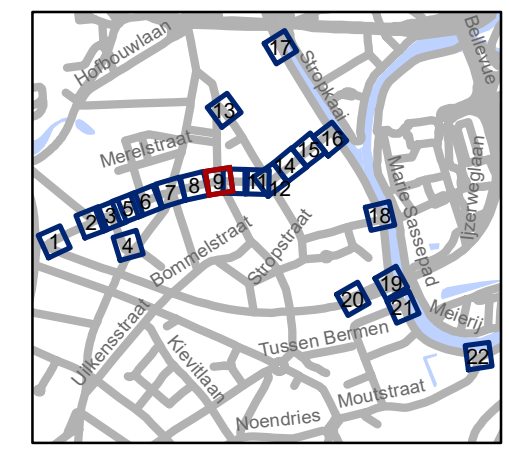 Hofbouwlaan
Bellevue
17
Stropkaai
13
Merelstraat
16
15
14
Ijzerweglaan
Marie Sassepad
11
12
9
8
7
6
5
3
2
1
4
18
Bommelstraat
Stropstraat
19
20
21
Meierij
Uilkensstraat
Kievitlaan
Tussen Bermen
22
Moutstraat
Noendries